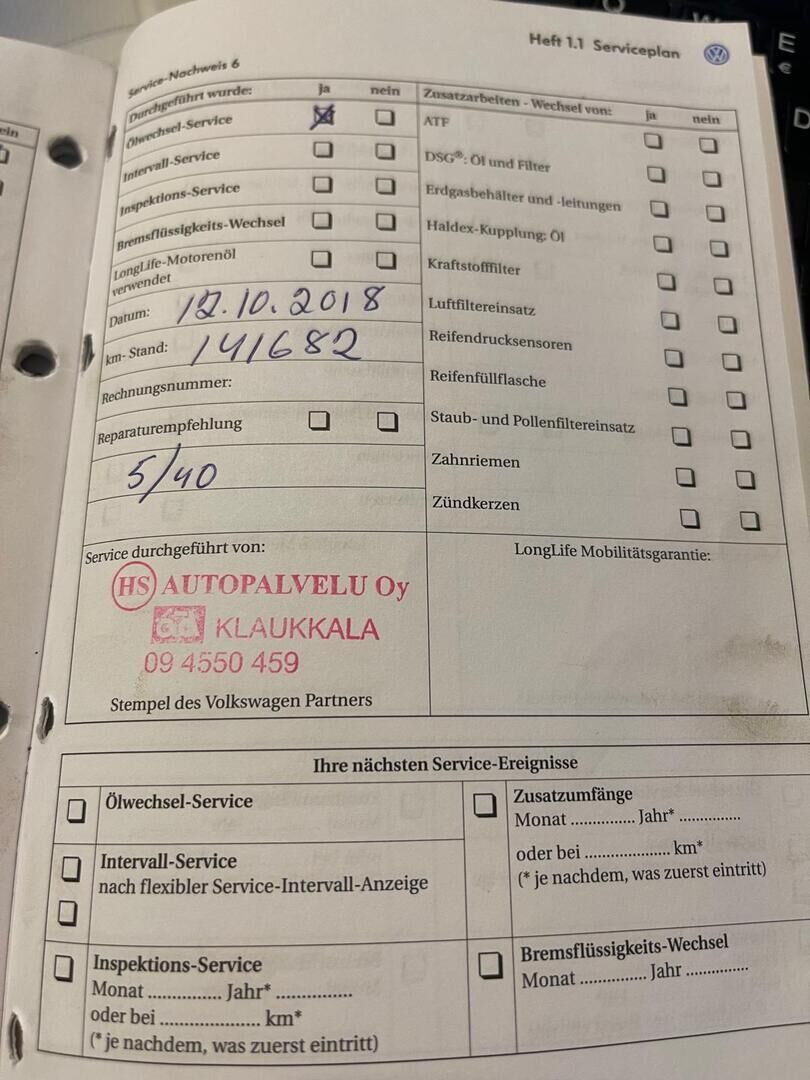 Heft 1.1 Serviceplan
Service-Nachweis 6
Durchgeführt wurde: ja nein
Ölwechsel-Service
Intervall-Service
Inspektions-Service
Bremsflüssigkeits-Wechsel
LongLife-Motorenöl
verwendet
Datum: 12.10.2018
km- Stand: 141682
Rechnungsnummer:
Reparaturempfehlung
5/40
Zusatzarbeiten - Wechsel von: ja nein
ATF
DSG®: Öl und Filter
Erdgasbehälter und -leitungen
Haldex-Kupplung: Öl
Kraftstofffilter
Luftfiltereinsatz
Reifendrucksensoren
Reifenfüllflasche
Staub- und Pollenfiltereinsatz
Zahnriemen
Zündkerzen
Service durchgeführt von:
HS AUTOPALVELU Oy
KLAUKKALA
09 4550 459
Stempel des Volkswagen Partners
LongLife Mobilitätsgarantie:
Ihre nächsten Service-Ereignisse
Ölwechsel-Service
Intervall-Service
nach flexibler Service-Intervall-Anzeige
Inspektions-Service
Monat .............. Jahr* ...............
oder bei .................... km*
(* je nachdem, was zuerst eintritt)
Zusatzumfänge
Monat ............. Jahr* .............
oder bei .................... km*
(* je nachdem, was zuerst eintritt)
Bremsflüssigkeits-Wechsel
Monat .............. Jahr .............
ein
E
€
D